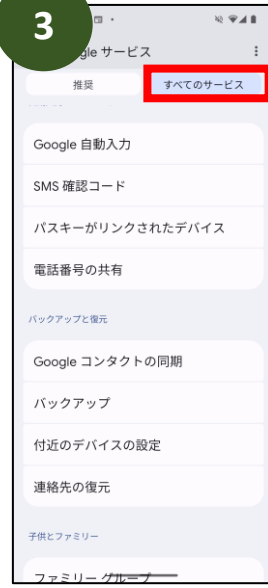 3
gle サービス
推奨
すべてのサービス
Google 自動入力
SMS 確認コード
パスキーがリンクされたデバイス
電話番号の共有
バックアップと復元
Google コンタクトの同期
バックアップ
付近のデバイスの設定
連絡先の復元
子供とファミリー
ファミリー グループ